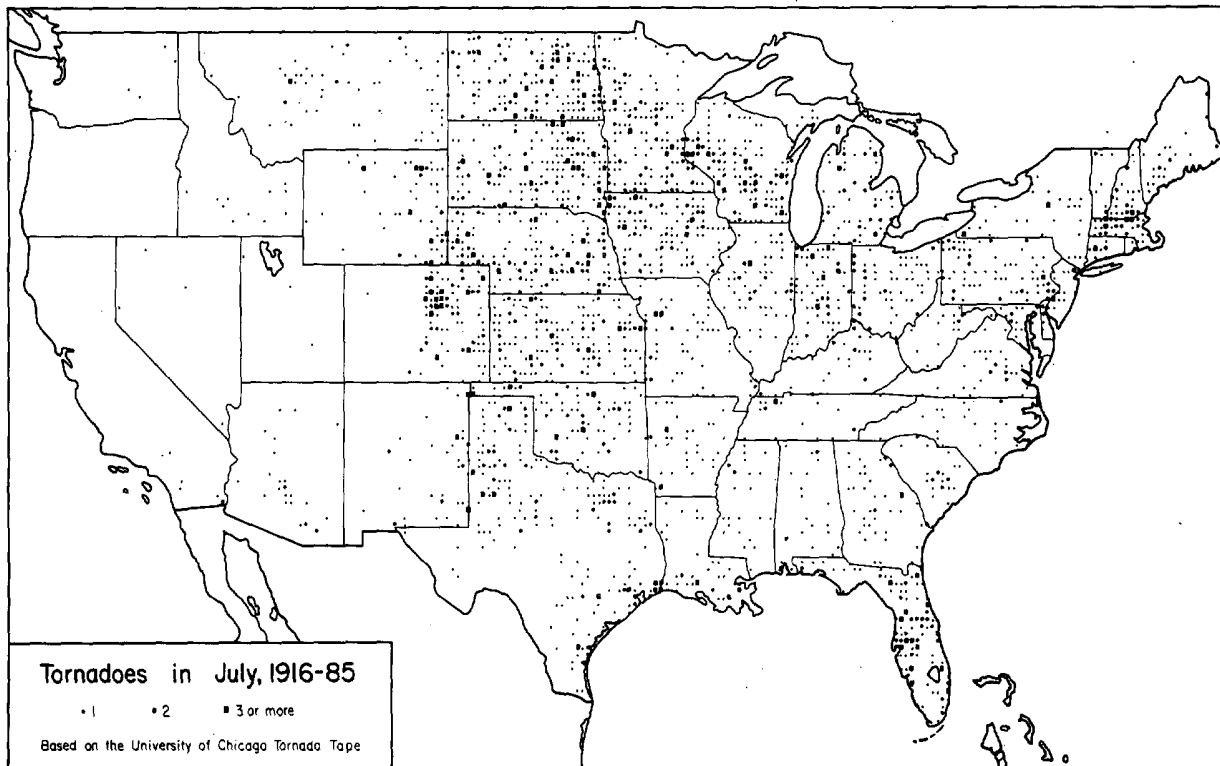 Tornadoes in July, 1916-85
1 2 3 or more
Based on the University of Chicago Tornado Tape